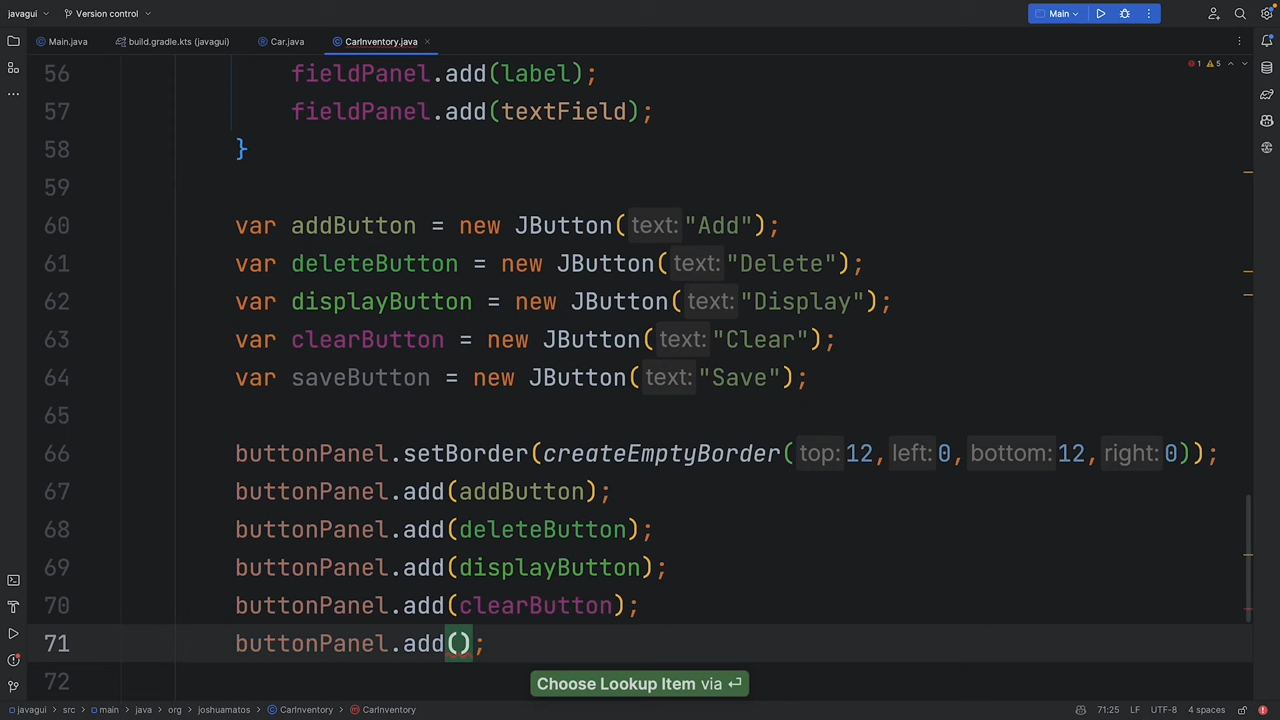 javagui
Version control
Main
Main.java
build.gradle.kts (javagui)
Car.java
CarInventory.java
1
5
56 fieldPanel.add(label);
57 fieldPanel.add(textField);
58 }
59
60 var addButton = new JButton( text: "Add");
61 var deleteButton = new JButton( text: "Delete");
62 var displayButton = new JButton( text: "Display");
63 var clearButton = new JButton( text: "Clear");
64 var saveButton = new JButton( text: "Save");
65
66 buttonPanel.setBorder(createEmptyBorder( top: 12, left: 0, bottom: 12, right: 0));
67 buttonPanel.add(addButton);
68 buttonPanel.add(deleteButton);
69 buttonPanel.add(displayButton);
70 buttonPanel.add(clearButton);
71 buttonPanel.add();
72
Choose Lookup Item via ⏎
javagui › src › main › java › org › joshuamatos › CarInventory › CarInventory
71:25 LF UTF-8 4 spaces